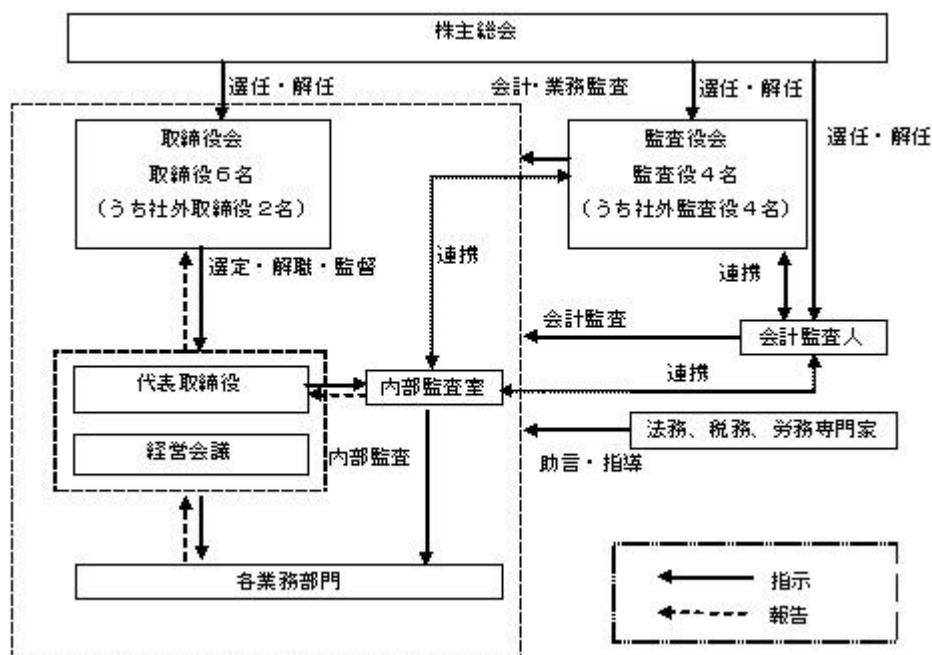 株主総会
選任・解任
会計・業務監査
選任・解任
選任・解任
取締役会
取締役６名
（うち社外取締役２名）
監査役会
監査役４名
（うち社外監査役４名）
選定・解職・監督
連携
連携
会計監査
会計監査人
代表取締役
内部監査室
連携
経営会議
内部監査
法務、税務、労務専門家
助言・指導
各業務部門
指示
報告